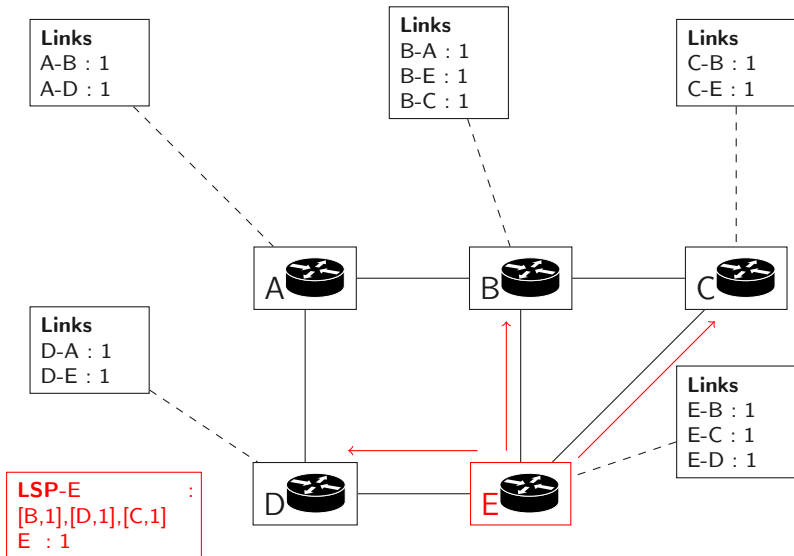 Links
A-B : 1
A-D : 1
Links
B-A : 1
B-E : 1
B-C : 1
Links
C-B : 1
C-E : 1
A
B
C
Links
D-A : 1
D-E : 1
Links
E-B : 1
E-C : 1
E-D : 1
D
E
LSP-E :
[B,1],[D,1],[C,1]
E : 1